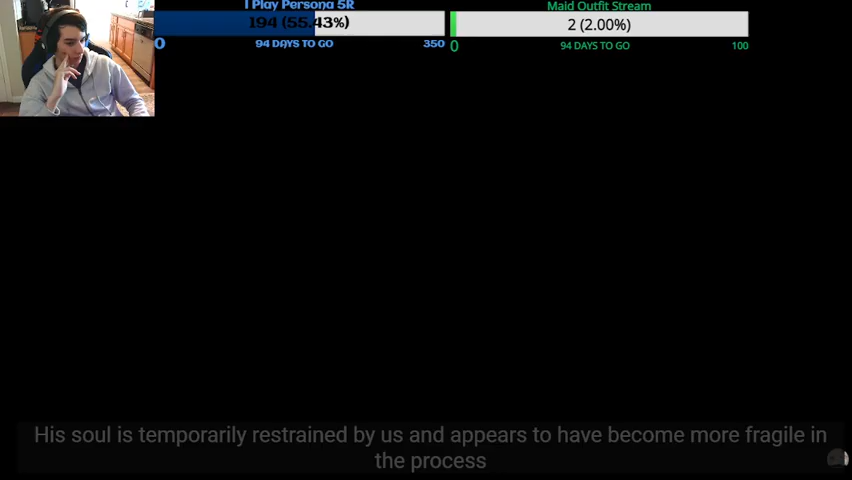 I Play Persona 5R
194 (55.43%)
0
94 DAYS TO GO
350
Maid Outfit Stream
2 (2.00%)
0
94 DAYS TO GO
100
His soul is temporarily restrained by us and appears to have become more fragile in
the process